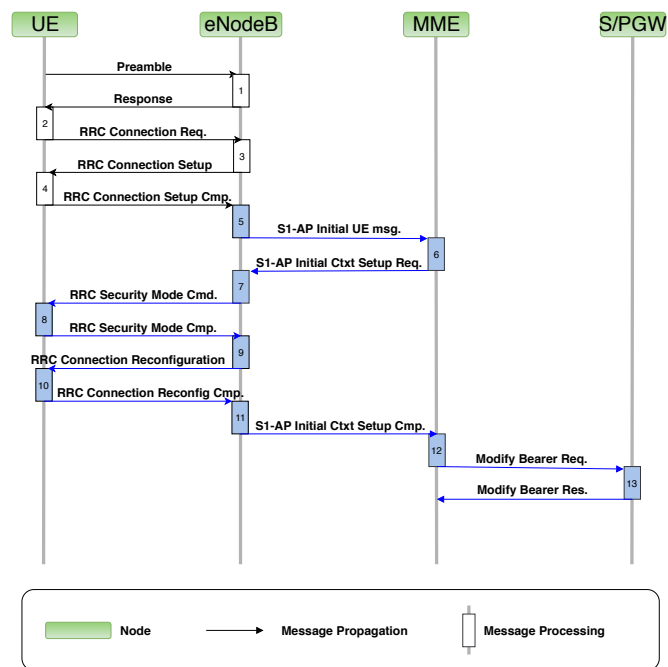 UE eNodeB MME S/PGW
Preamble
1
Response
2
RRC Connection Req.
3
RRC Connection Setup
4
RRC Connection Setup Cmp.
5
S1-AP Initial UE msg.
6
S1-AP Initial Ctxt Setup Req.
7
RRC Security Mode Cmd.
8
RRC Security Mode Cmp.
9
RRC Connection Reconfiguration
10
RRC Connection Reconfig Cmp.
11
S1-AP Initial Ctxt Setup Cmp.
12
Modify Bearer Req.
13
Modify Bearer Res.
Node Message Propagation Message Processing